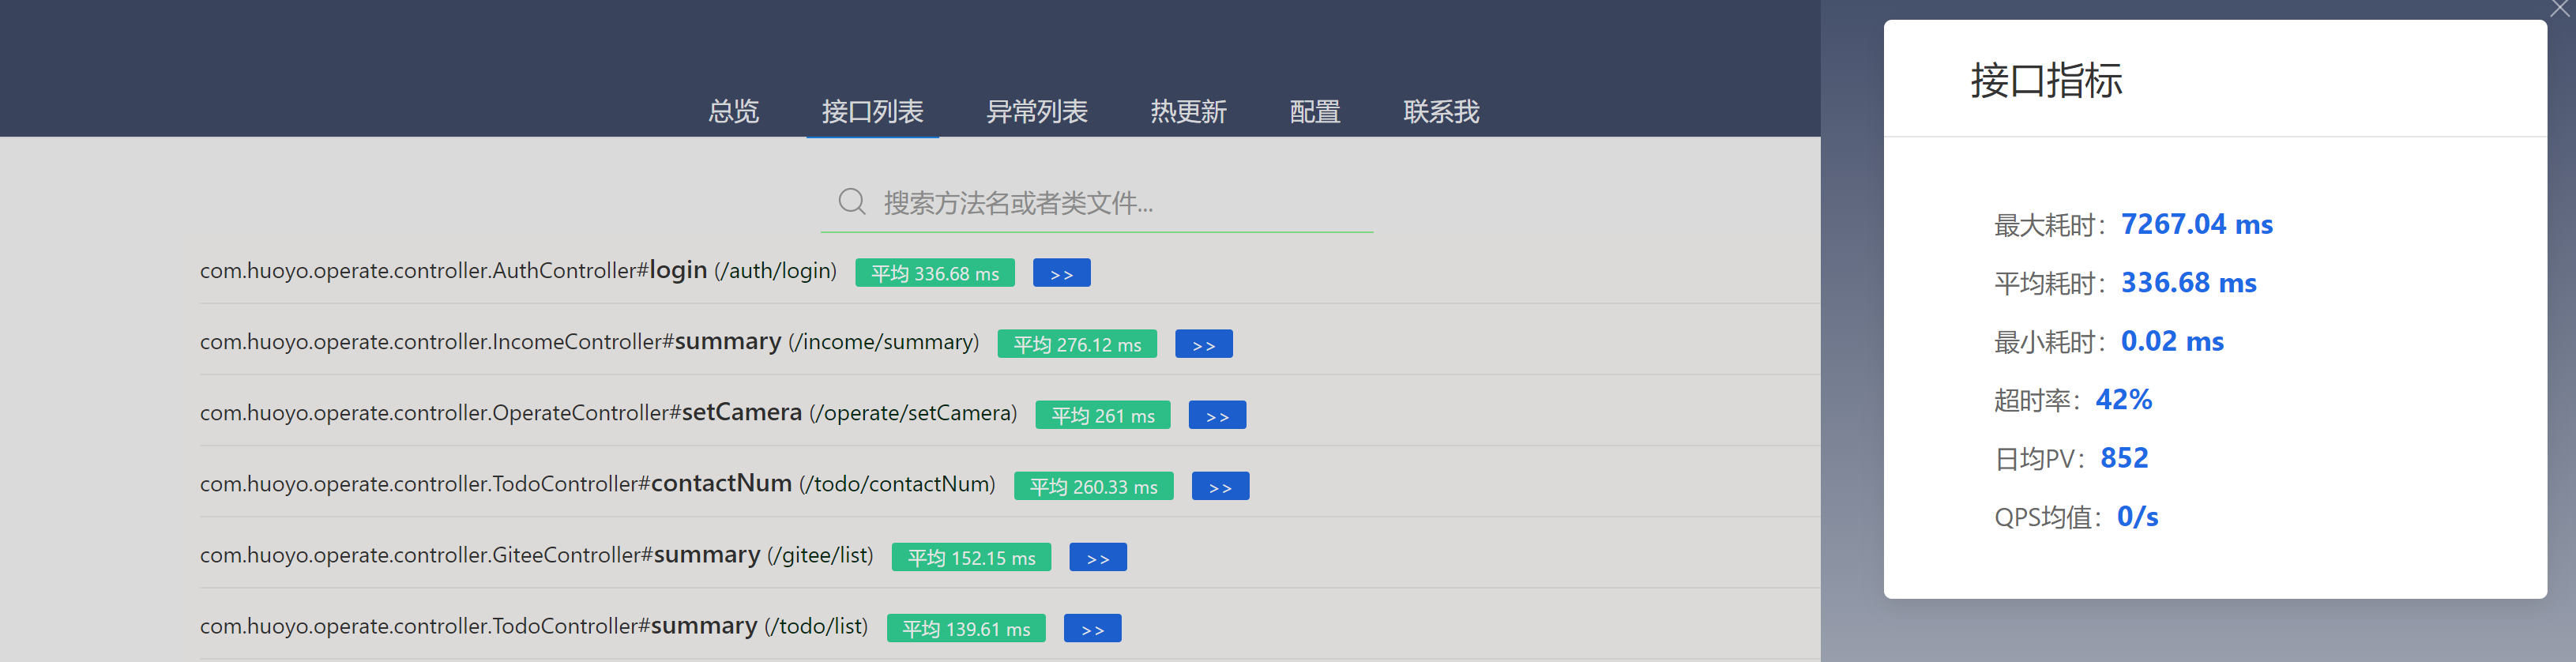 总览 接口列表 异常列表 热更新 配置 联系我
搜索方法名或者类文件...
com.huoyo.operate.controller.AuthController#login (/auth/login) 平均 336.68 ms >>
com.huoyo.operate.controller.IncomeController#summary (/income/summary) 平均 276.12 ms >>
com.huoyo.operate.controller.OperateController#setCamera (/operate/setCamera) 平均 261 ms >>
com.huoyo.operate.controller.TodoController#contactNum (/todo/contactNum) 平均 260.33 ms >>
com.huoyo.operate.controller.GiteeController#summary (/gitee/list) 平均 152.15 ms >>
com.huoyo.operate.controller.TodoController#summary (/todo/list) 平均 139.61 ms >>
接口指标
最大耗时：7267.04 ms
平均耗时：336.68 ms
最小耗时：0.02 ms
超时率：42%
日均PV：852
QPS均值：0/s